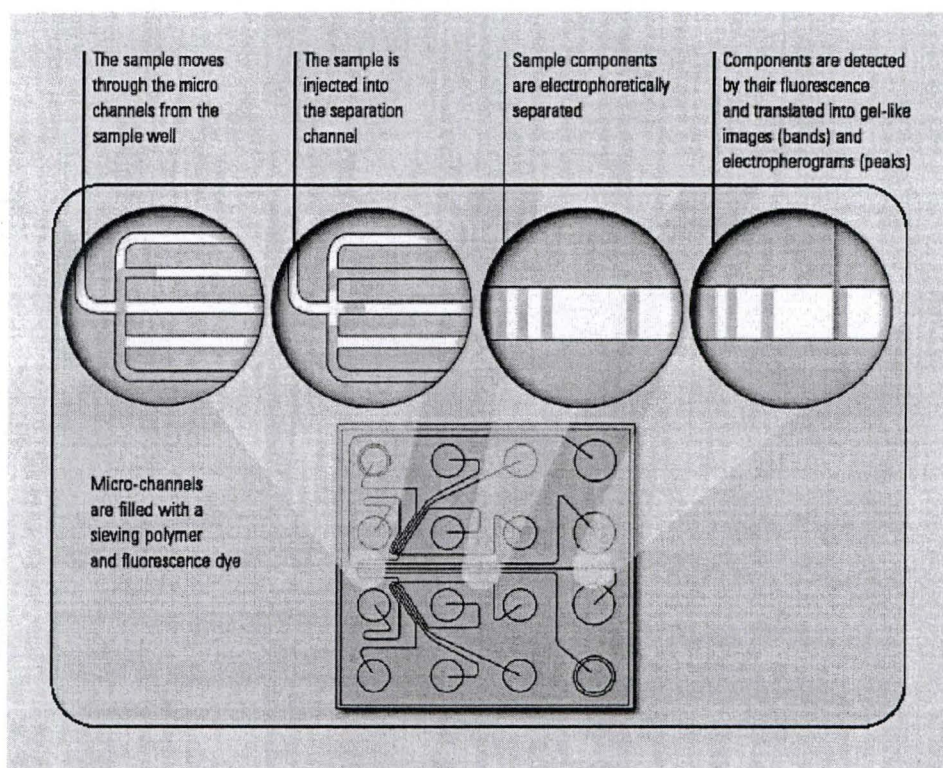 The sample moves
through the micro
channels from the
sample well
The sample is
injected into
the separation
channel
Sample components
are electrophoretically
separated
Components are detected
by their fluorescence
and translated into gel-like
images (bands) and
electropherograms (peaks)
Micro-channels
are filled with a
sieving polymer
and fluorescence dye